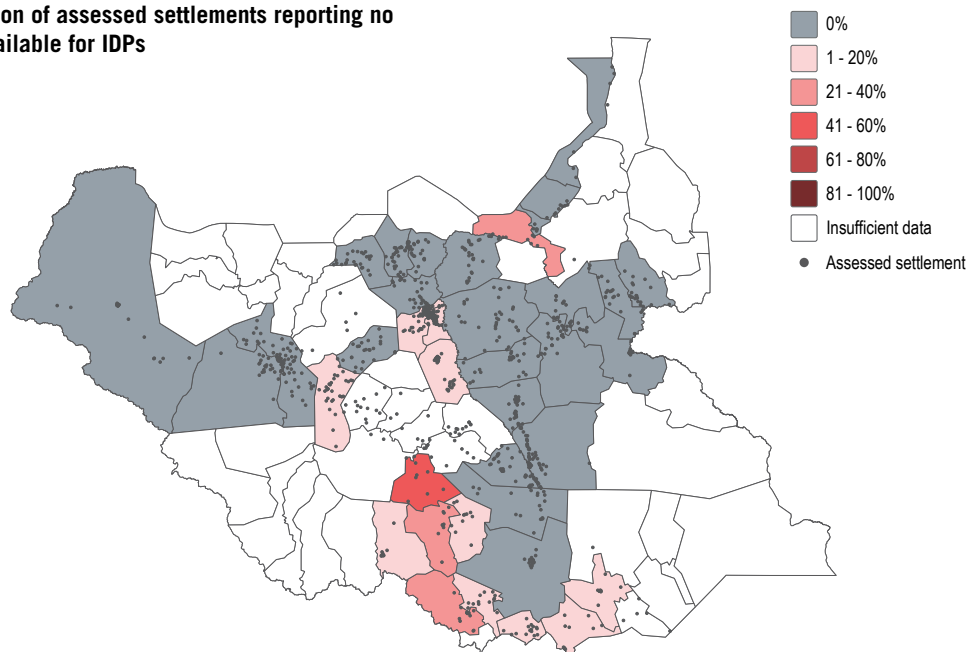 on of assessed settlements reporting no
ailable for IDPs
0%
1 - 20%
21 - 40%
41 - 60%
61 - 80%
81 - 100%
Insufficient data
Assessed settlement